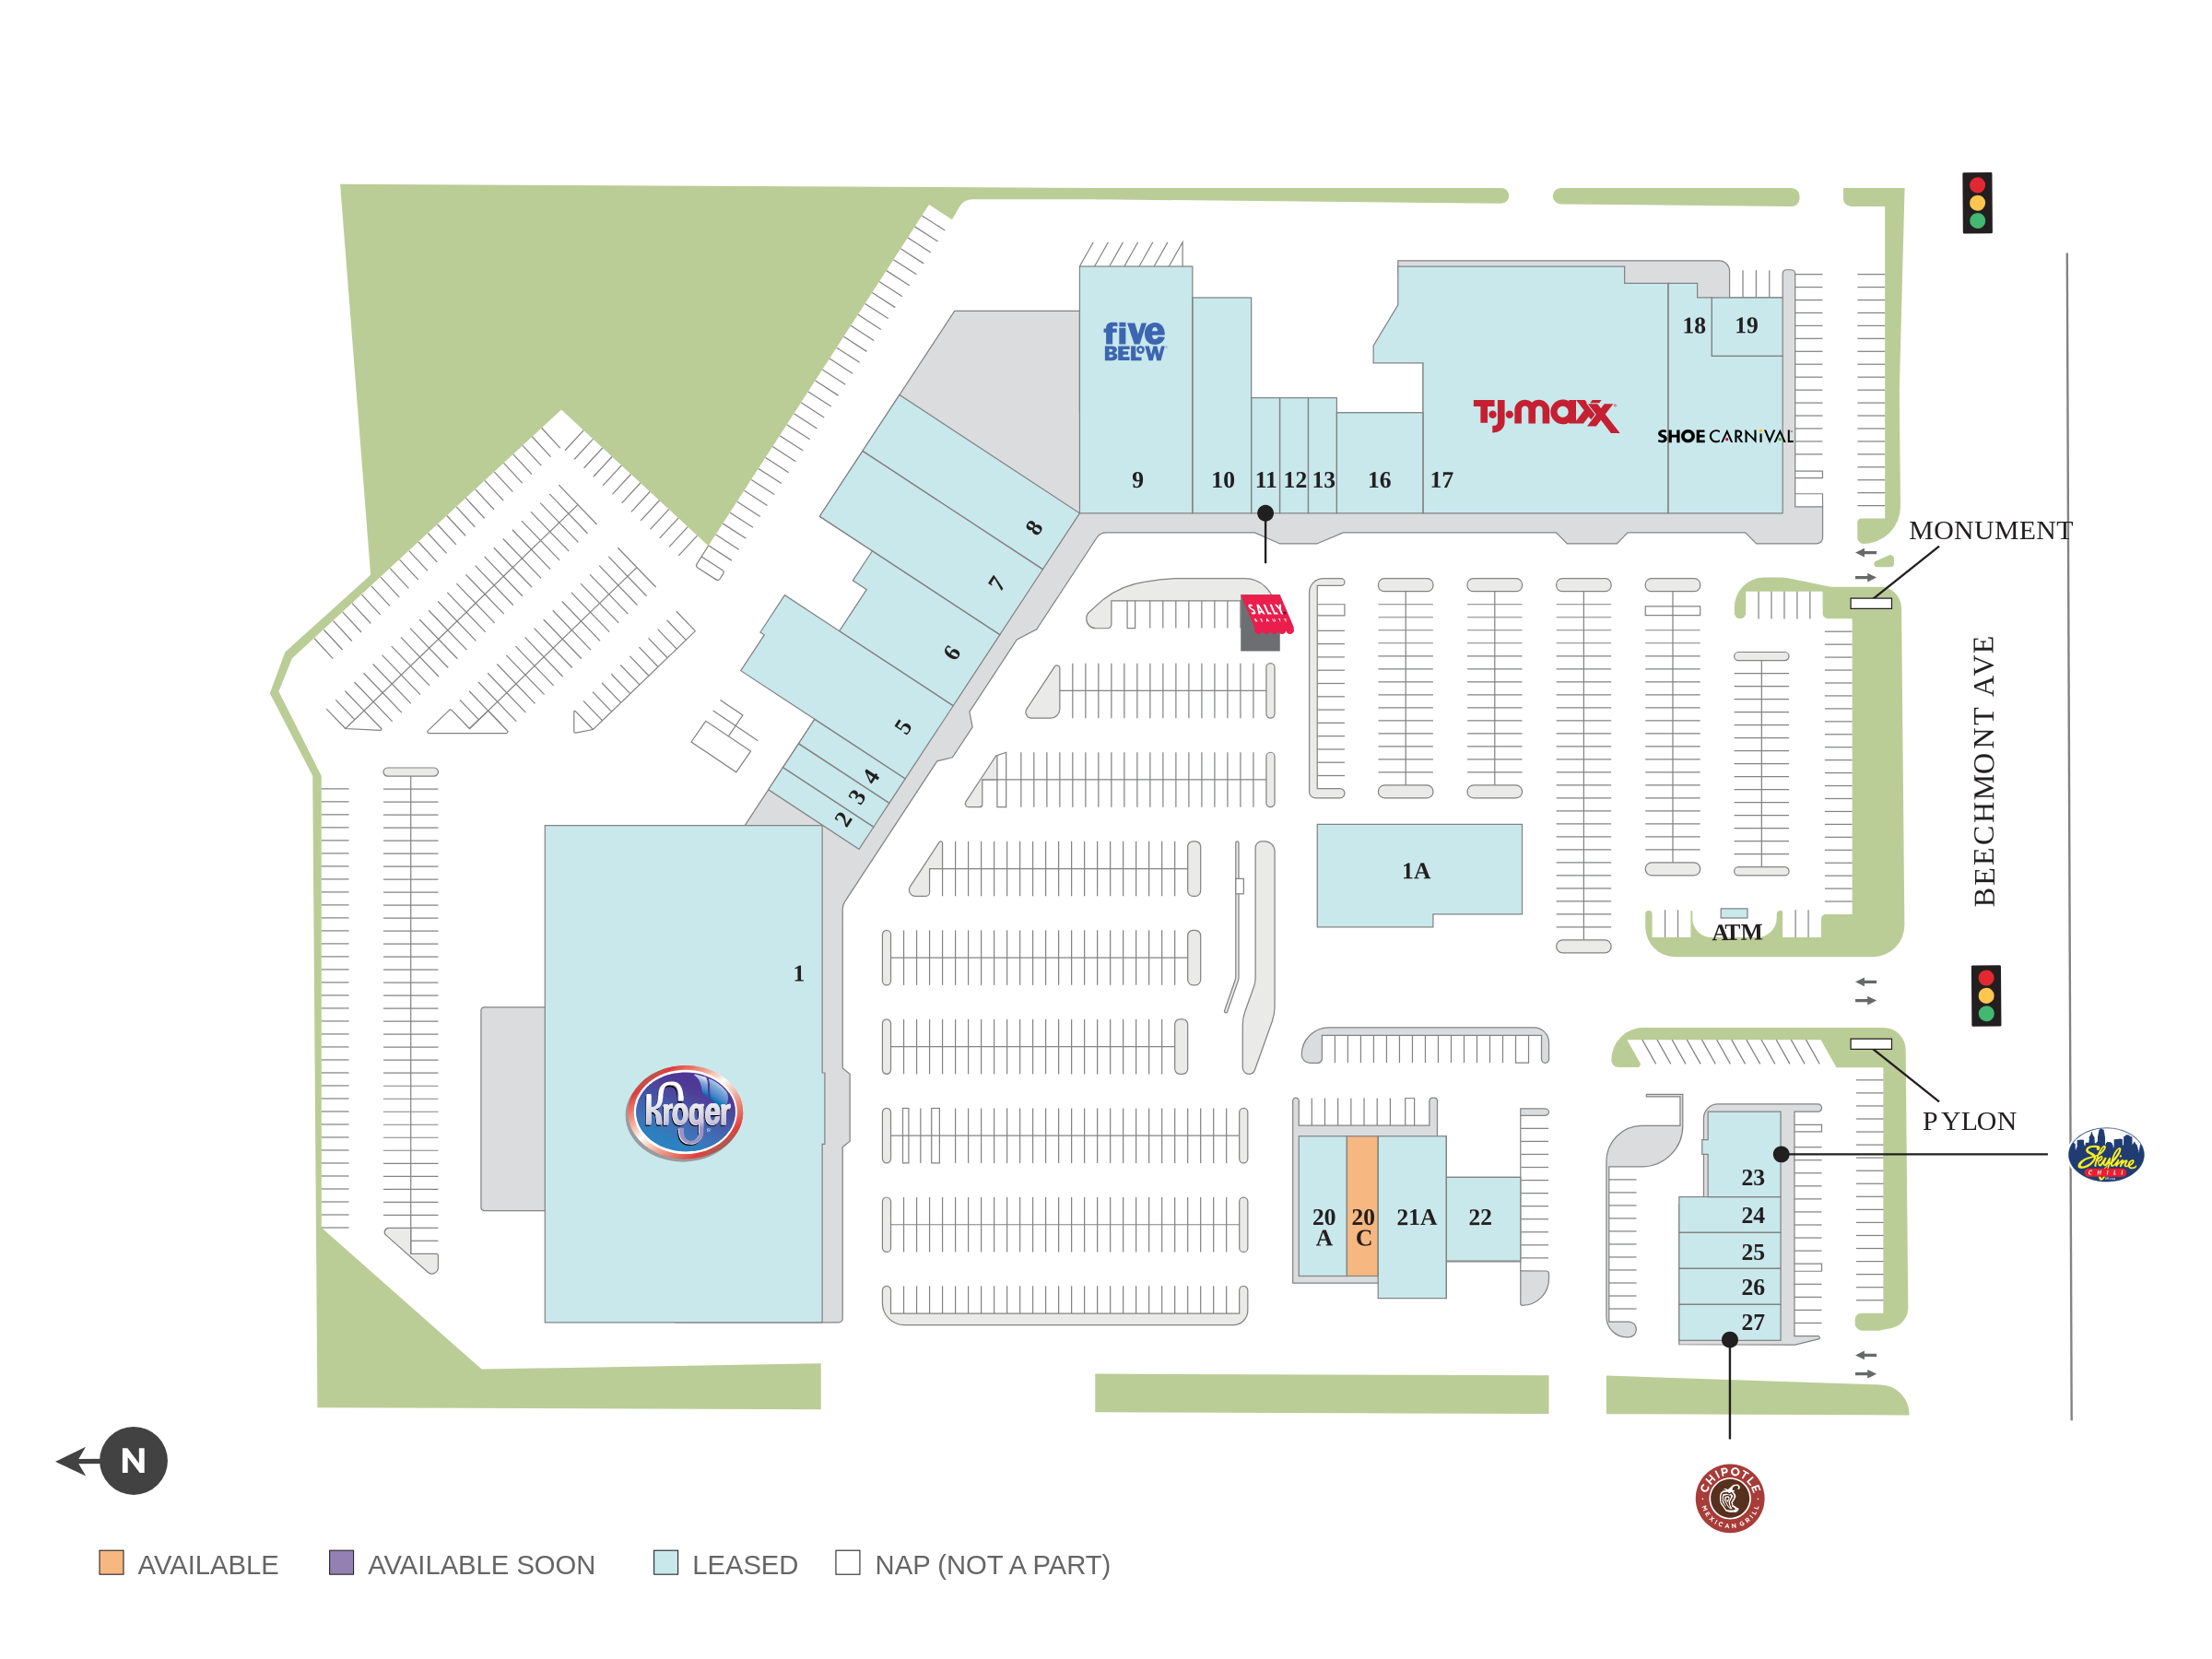 five
BELOW
18
19
T·J·maxx
SHOE CARNIVAL
9
10
11
12
13
16
17
8
7
6
5
4
3
2
MONUMENT
SALLY
BEAUTY
BEECHMONT AVE
1A
ATM
1
Kroger
PYLON
Skyline
CHILI
23
20
A
20
C
21A
22
24
25
26
27
N
CHIPOTLE
MEXICAN GRILL
AVAILABLE
AVAILABLE SOON
LEASED
NAP (NOT A PART)